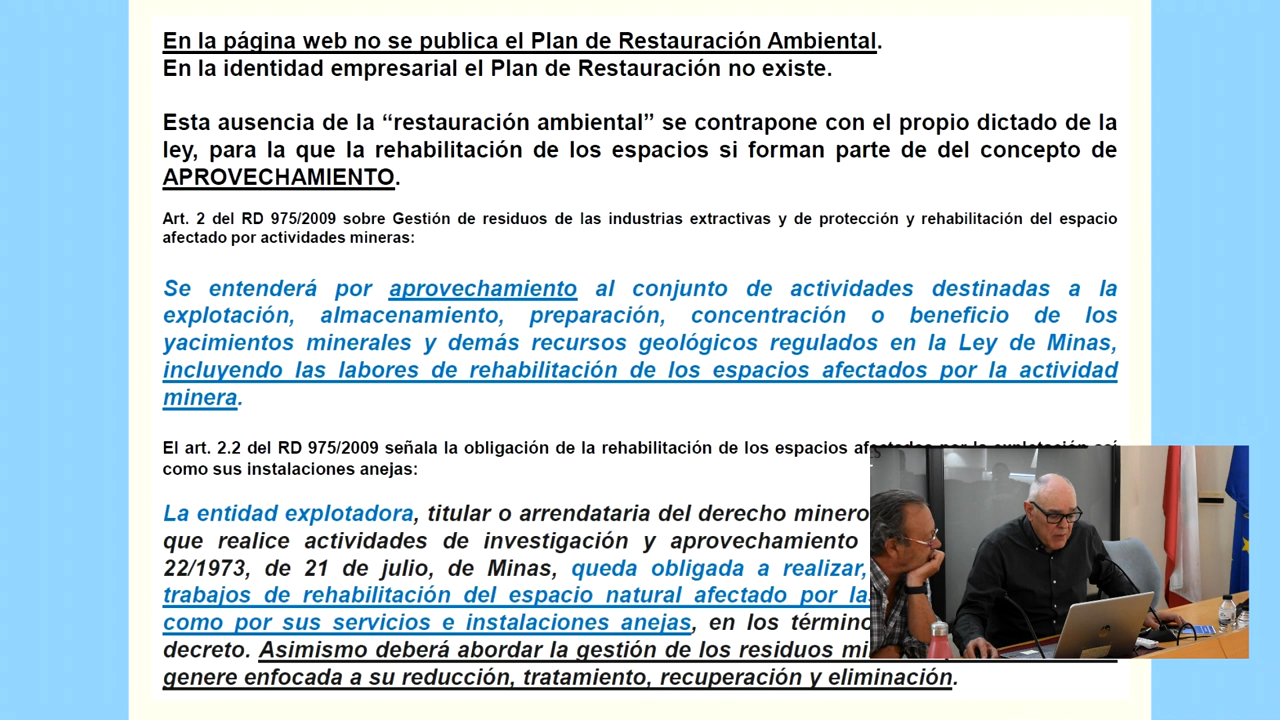 En la página web no se publica el Plan de Restauración Ambiental.
En la identidad empresarial el Plan de Restauración no existe.
Esta ausencia de la “restauración ambiental” se contrapone con el propio dictado de la
ley, para la que la rehabilitación de los espacios si forman parte de del concepto de
APROVECHAMIENTO.
Art. 2 del RD 975/2009 sobre Gestión de residuos de las industrias extractivas y de protección y rehabilitación del espacio
afectado por actividades mineras:
Se entenderá por aprovechamiento al conjunto de actividades destinadas a la
explotación, almacenamiento, preparación, concentración o beneficio de los
yacimientos minerales y demás recursos geológicos regulados en la Ley de Minas,
incluyendo las labores de rehabilitación de los espacios afectados por la actividad
minera.
El art. 2.2 del RD 975/2009 señala la obligación de la rehabilitación de los espacios afectados por la explotación así
como sus instalaciones anejas:
La entidad explotadora, titular o arrendataria del derecho minero
que realice actividades de investigación y aprovechamiento
22/1973, de 21 de julio, de Minas, queda obligada a realizar,
trabajos de rehabilitación del espacio natural afectado por la
como por sus servicios e instalaciones anejas, en los término
decreto. Asimismo deberá abordar la gestión de los residuos
genere enfocada a su reducción, tratamiento, recuperación y eliminación.